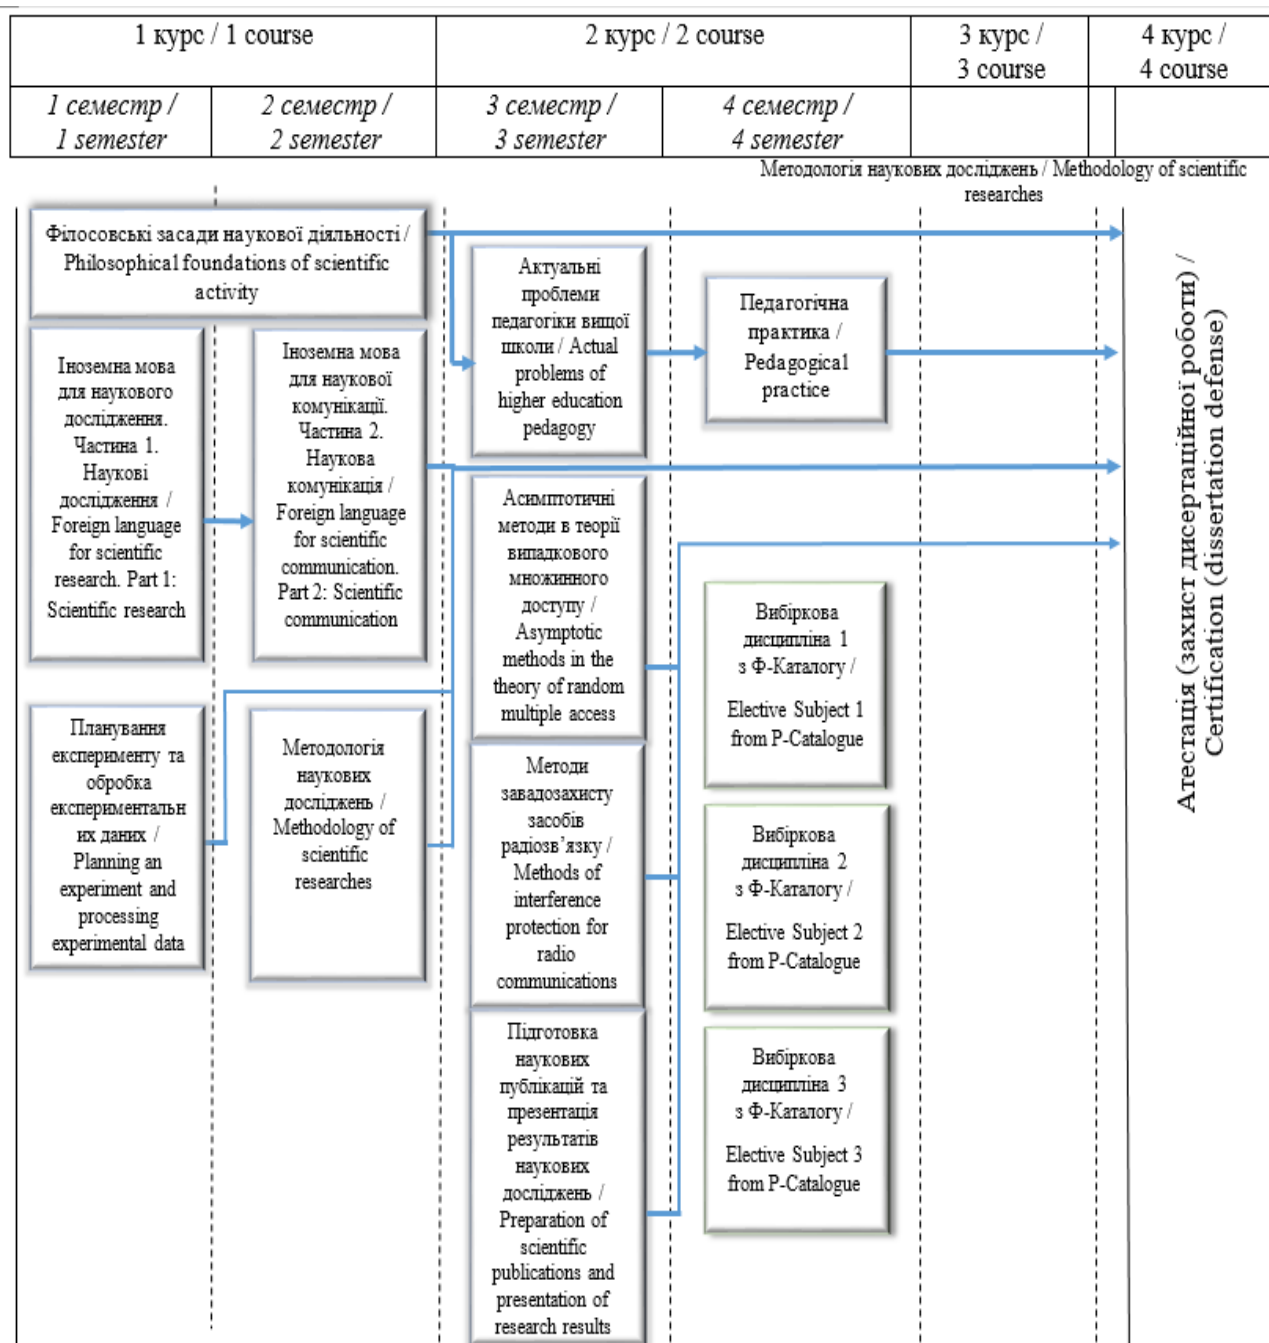 1 курс / 1 course
2 курс / 2 course
3 курс /
3 course
4 курс /
4 course
1 семестр /
1 semester
2 семестр /
2 semester
3 семестр /
3 semester
4 семестр /
4 semester
Методологія наукових досліджень / Methodology of scientific
researches
Філосовські засади наукової діяльності /
Philosophical foundations of scientific
activity
Іноземна мова
для наукового
дослідження.
Частина 1.
Наукові
дослідження /
Foreign language
for scientific
research. Part 1:
Scientific research
Іноземна мова
для наукової
комунікації.
Частина 2.
Наукова
комунікація /
Foreign language
for scientific
communication.
Part 2: Scientific
communication
Планування
експерименту та
обробка
експериментальн
их даних /
Planning an
experiment and
processing
experimental data
Методологія
наукових
досліджень /
Methodology of
scientific
researches
Актуальні
проблеми
педагогіки вищої
школи / Actual
problems of
higher education
pedagogy
Асимптотичні
методи в теорії
випадкового
множинного
доступу /
Asymptotic
methods in the
theory of random
multiple access
Методи
завадозахисту
засобів
радіозв’язку /
Methods of
interference
protection for
radio
communications
Підготовка
наукових
публікацій та
презентація
результатів
наукових
досліджень /
Preparation of
scientific
publications and
presentation of
research results
Педагогічна
практика /
Pedagogical
practice
Вибіркова
дисципліна 1
з Ф-Каталогу /
Elective Subject 1
from P-Catalogue
Вибіркова
дисципліна 2
з Ф-Каталогу /
Elective Subject 2
from P-Catalogue
Вибіркова
дисципліна 3
з Ф-Каталогу /
Elective Subject 3
from P-Catalogue
Атестація (захист дисертаційної роботи) /
Certification (dissertation defense)